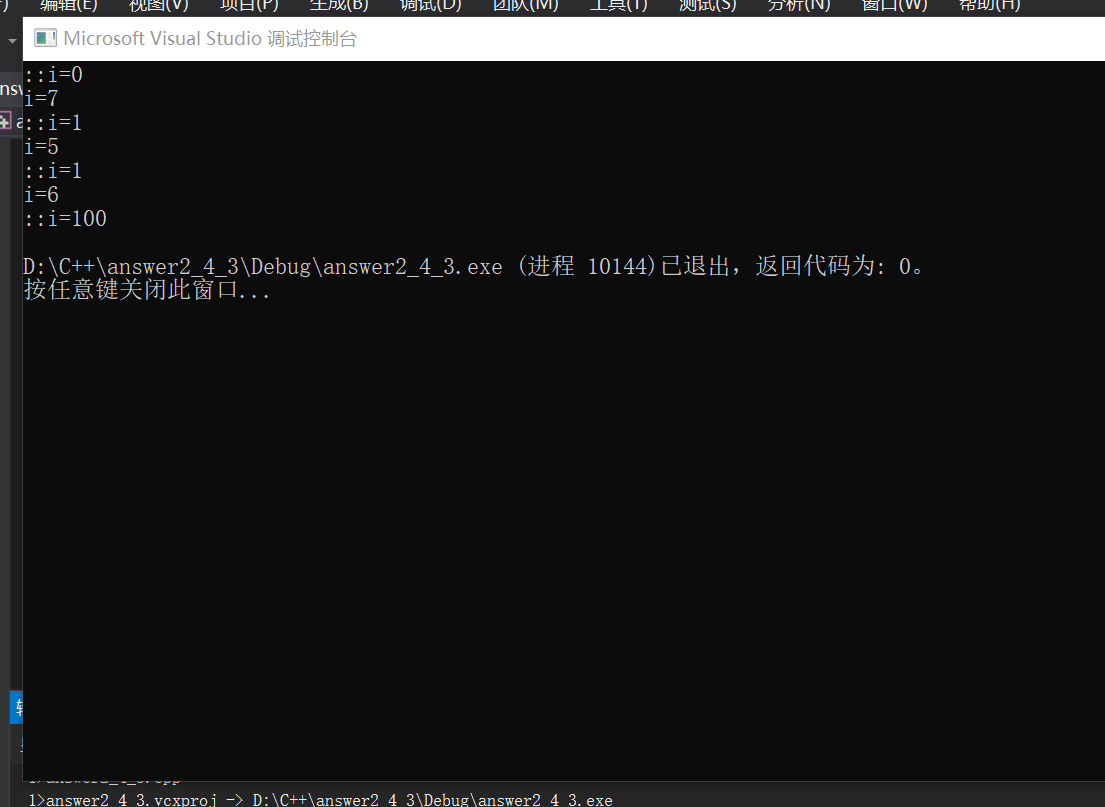 编辑(E) 视图(V) 项目(P) 生成(B) 调试(D) 团队(M) 工具(T) 测试(S) 分析(N) 窗口(W) 帮助(H)
Microsoft Visual Studio 调试控制台
::i=0
i=7
::i=1
i=5
::i=1
i=6
::i=100
D:\C++\answer2_4_3\Debug\answer2_4_3.exe (进程 10144)已退出，返回代码为: 0。
按任意键关闭此窗口...
1>answer2_4_3.cpp
1>answer2_4_3.vcxproj -> D:\C++\answer2_4_3\Debug\answer2_4_3.exe